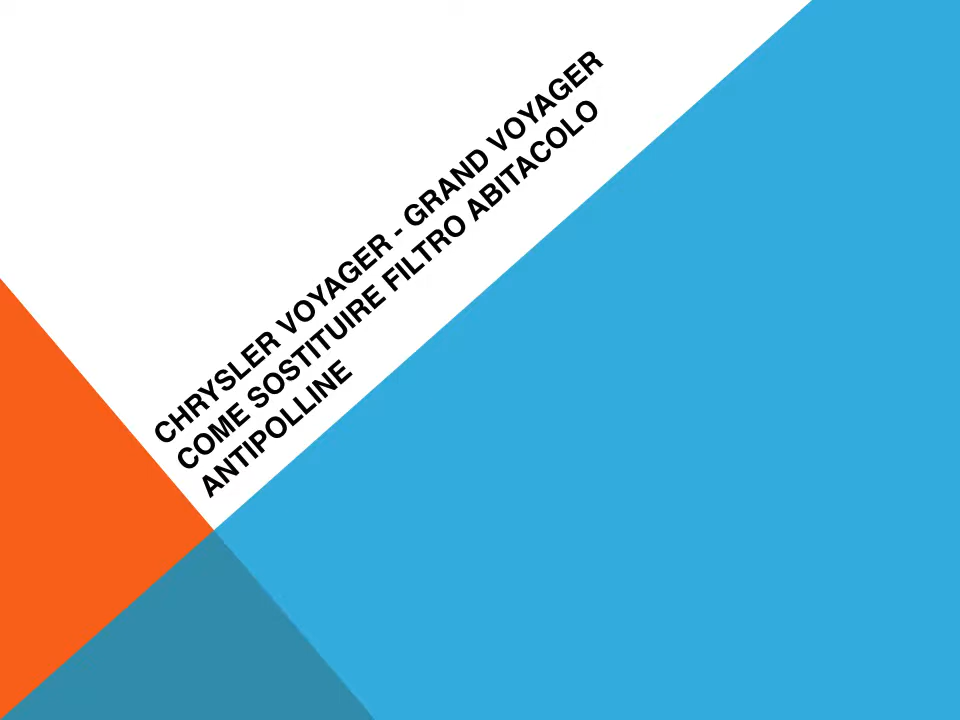 CHRYSLER VOYAGER - GRAND VOYAGER
COME SOSTITUIRE FILTRO ABITACOLO
ANTIPOLLINE